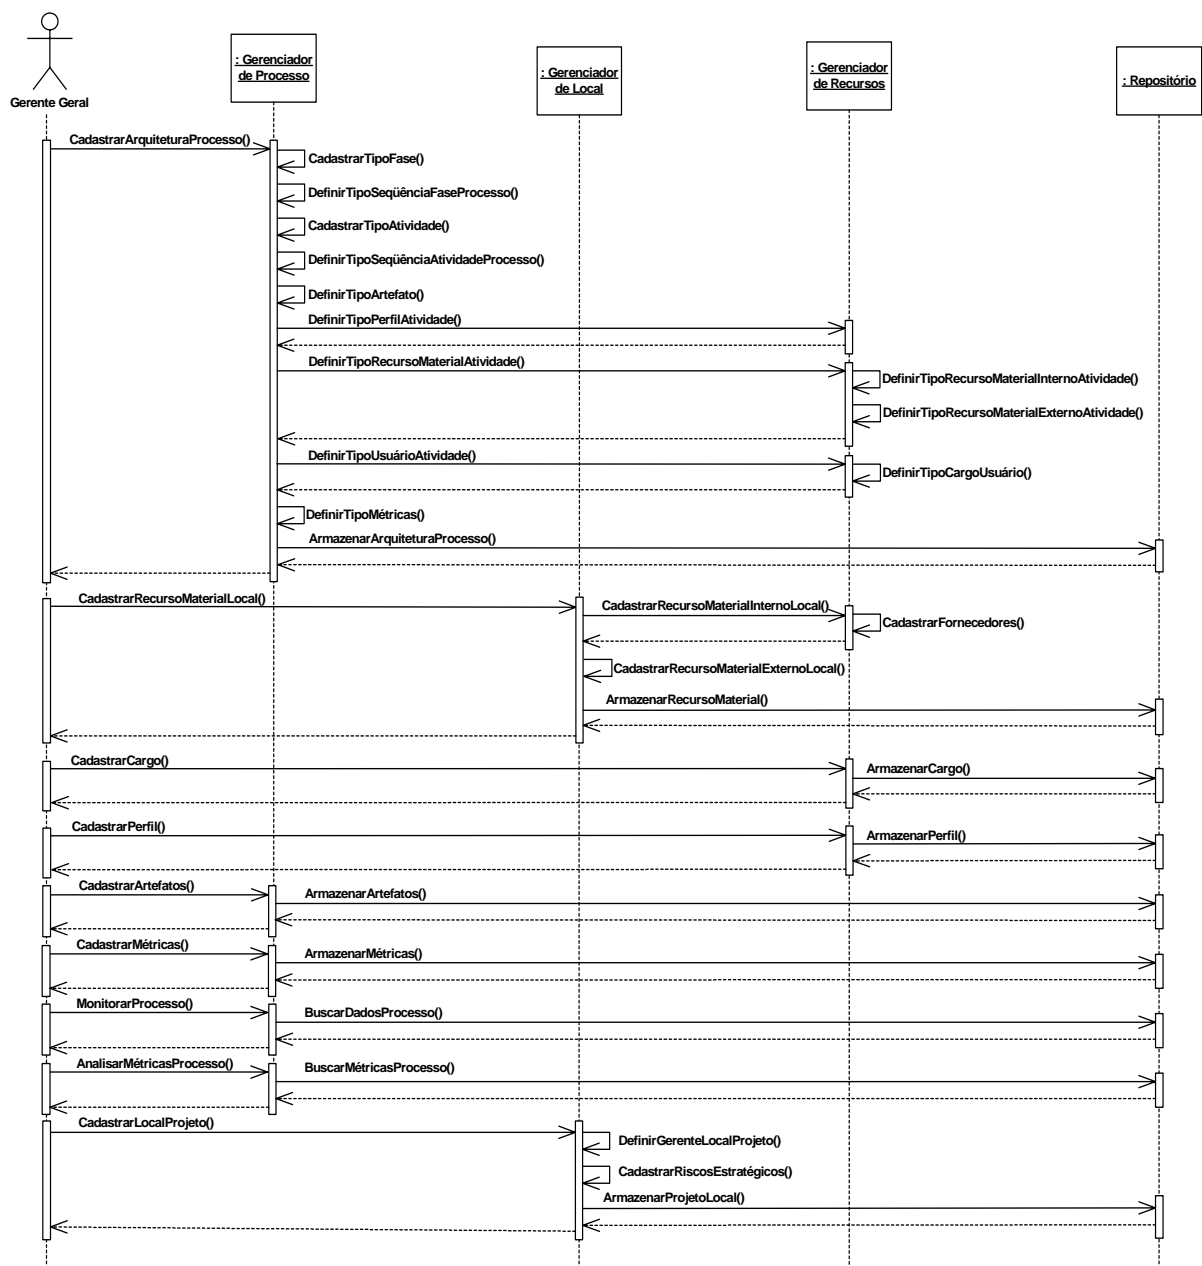 : Gerenciador
de Processo
: Gerenciador
de Local
: Gerenciador
de Recursos
: Repositório
Gerente Geral
CadastrarArquiteturaProcesso()
CadastrarTipoFase()
DefinirTipoSeqüênciaFaseProcesso()
CadastrarTipoAtividade()
DefinirTipoSeqüênciaAtividadeProcesso()
DefinirTipoArtefato()
DefinirTipoPerfilAtividade()
DefinirTipoRecursoMaterialAtividade()
DefinirTipoRecursoMaterialInternoAtividade()
DefinirTipoRecursoMaterialExternoAtividade()
DefinirTipoUsuárioAtividade()
DefinirTipoCargoUsuário()
DefinirTipoMétricas()
ArmazenarArquiteturaProcesso()
CadastrarRecursoMaterialLocal()
CadastrarRecursoMaterialInternoLocal()
CadastrarFornecedores()
CadastrarRecursoMaterialExternoLocal()
ArmazenarRecursoMaterial()
CadastrarCargo()
ArmazenarCargo()
CadastrarPerfil()
ArmazenarPerfil()
CadastrarArtefatos()
ArmazenarArtefatos()
CadastrarMétricas()
ArmazenarMétricas()
MonitorarProcesso()
BuscarDadosProcesso()
AnalisarMétricasProcesso()
BuscarMétricasProcesso()
CadastrarLocalProjeto()
DefinirGerenteLocalProjeto()
CadastrarRiscosEstratégicos()
ArmazenarProjetoLocal()